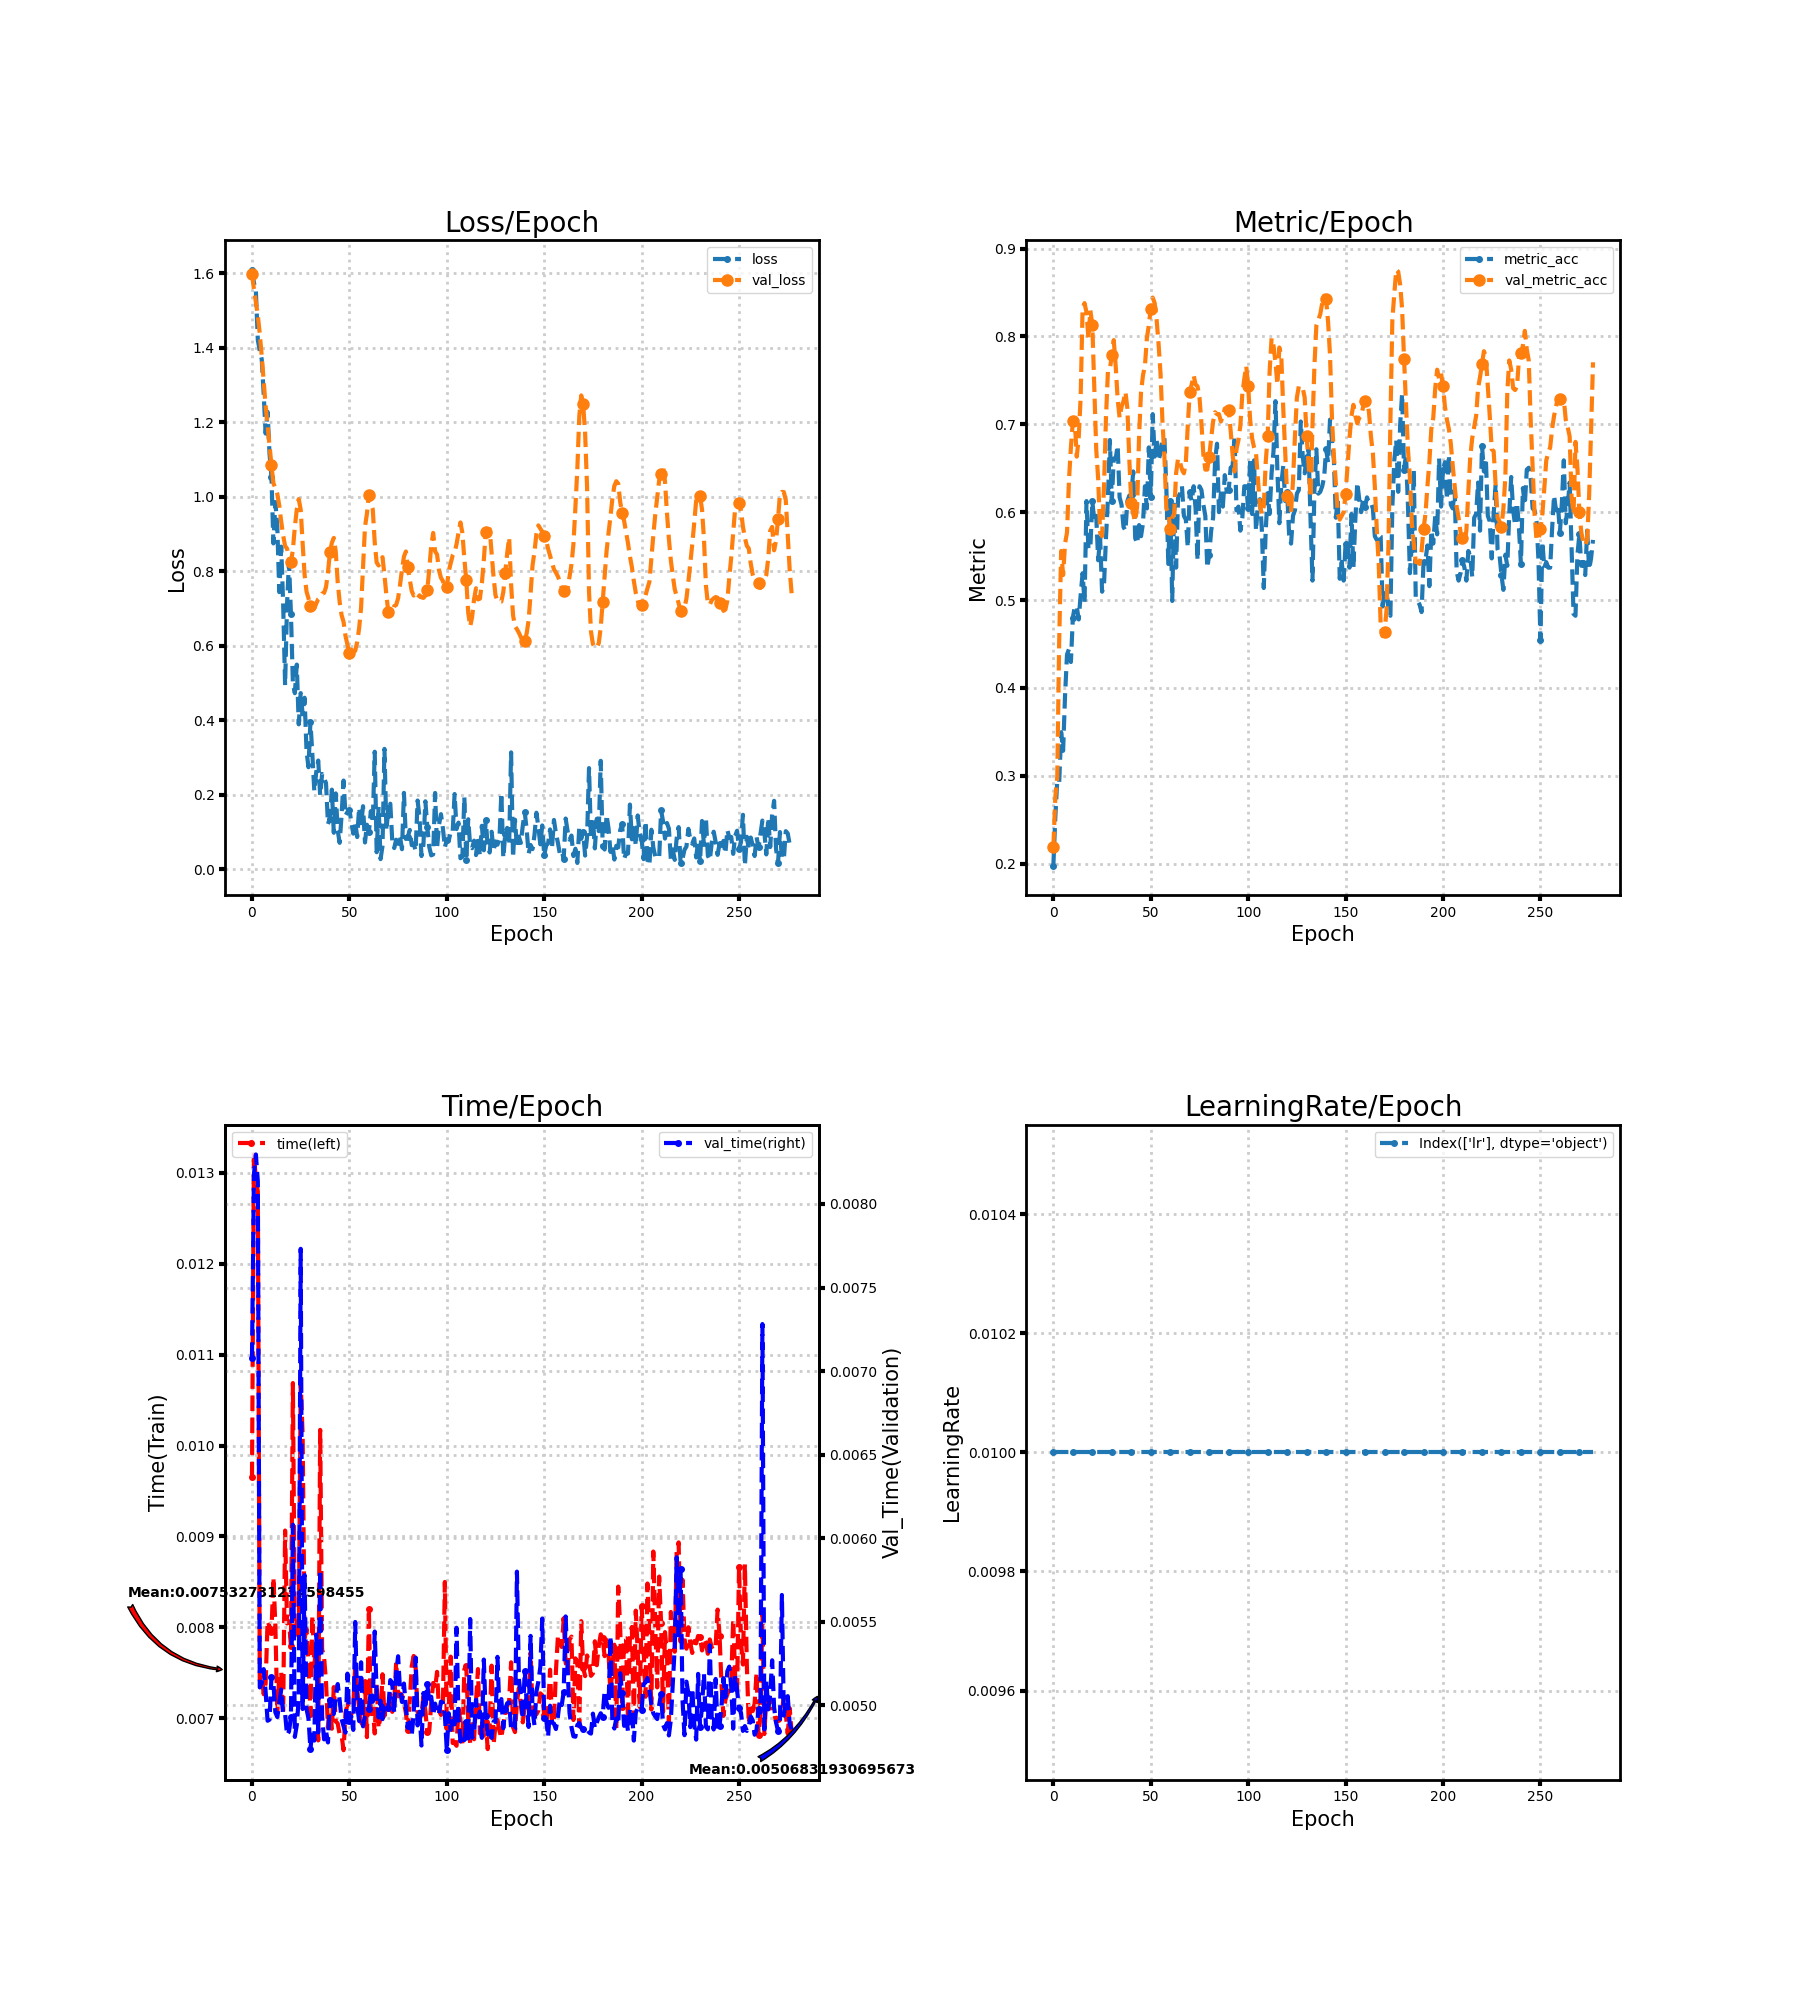 Loss/Epoch
Loss
1.6
1.4
1.2
1.0
0.8
0.6
0.4
0.2
0.0
loss
val_loss
0 50 100 150 200 250
Epoch
Metric/Epoch
Metric
0.9
0.8
0.7
0.6
0.5
0.4
0.3
0.2
metric_acc
val_metric_acc
0 50 100 150 200 250
Epoch
Time/Epoch
Time(Train)
0.013
0.012
0.011
0.010
0.009
0.008
0.007
time(left)
val_time(right)
0.0080
0.0075
0.0070
0.0065
0.0060
0.0055
0.0050
Val_Time(Validation)
Mean:0.00506831930695673
0 50 100 150 200 250
Epoch
LearningRate/Epoch
LearningRate
0.0104
0.0102
0.0100
0.0098
0.0096
Index(['lr'], dtype='object')
0 50 100 150 200 250
Epoch